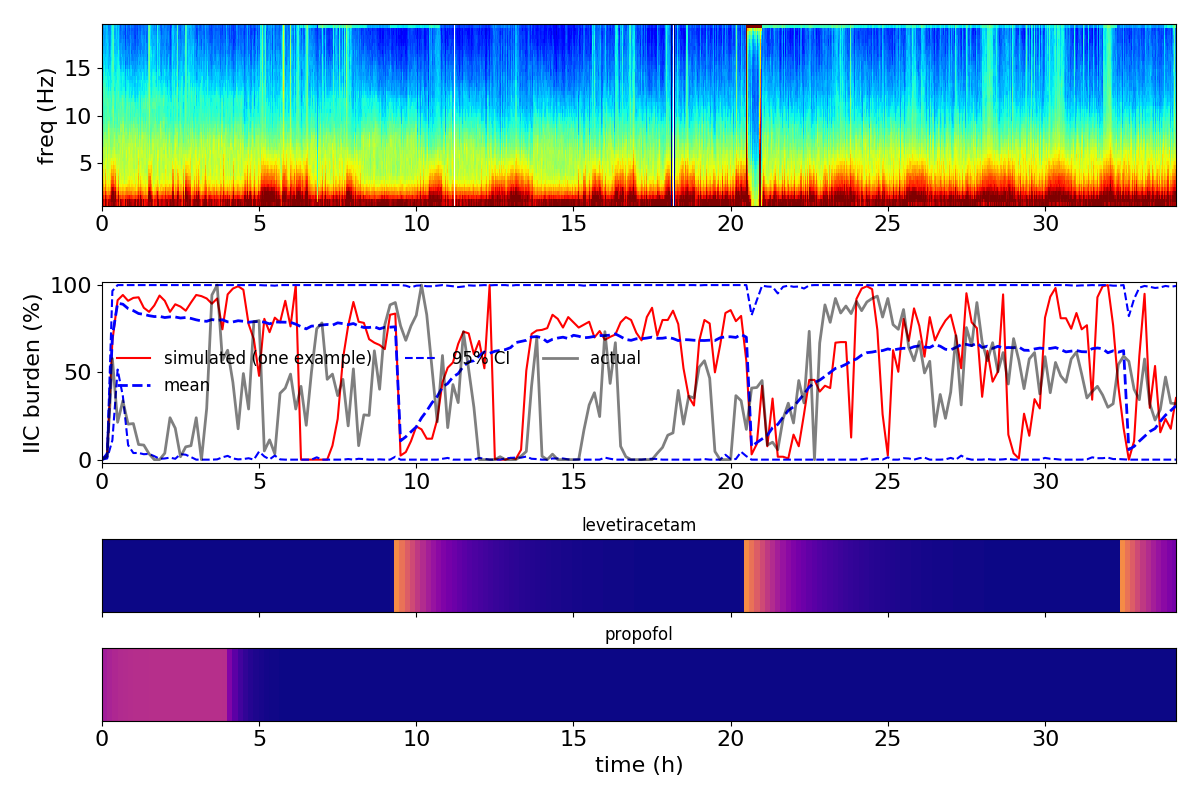 freq (Hz)
15
10
5
0 5 10 15 20 25 30
IIC burden (%)
100
50
0
simulated (one example) 95% CI actual
mean
0 5 10 15 20 25 30
levetiracetam
propofol
0 5 10 15 20 25 30
time (h)